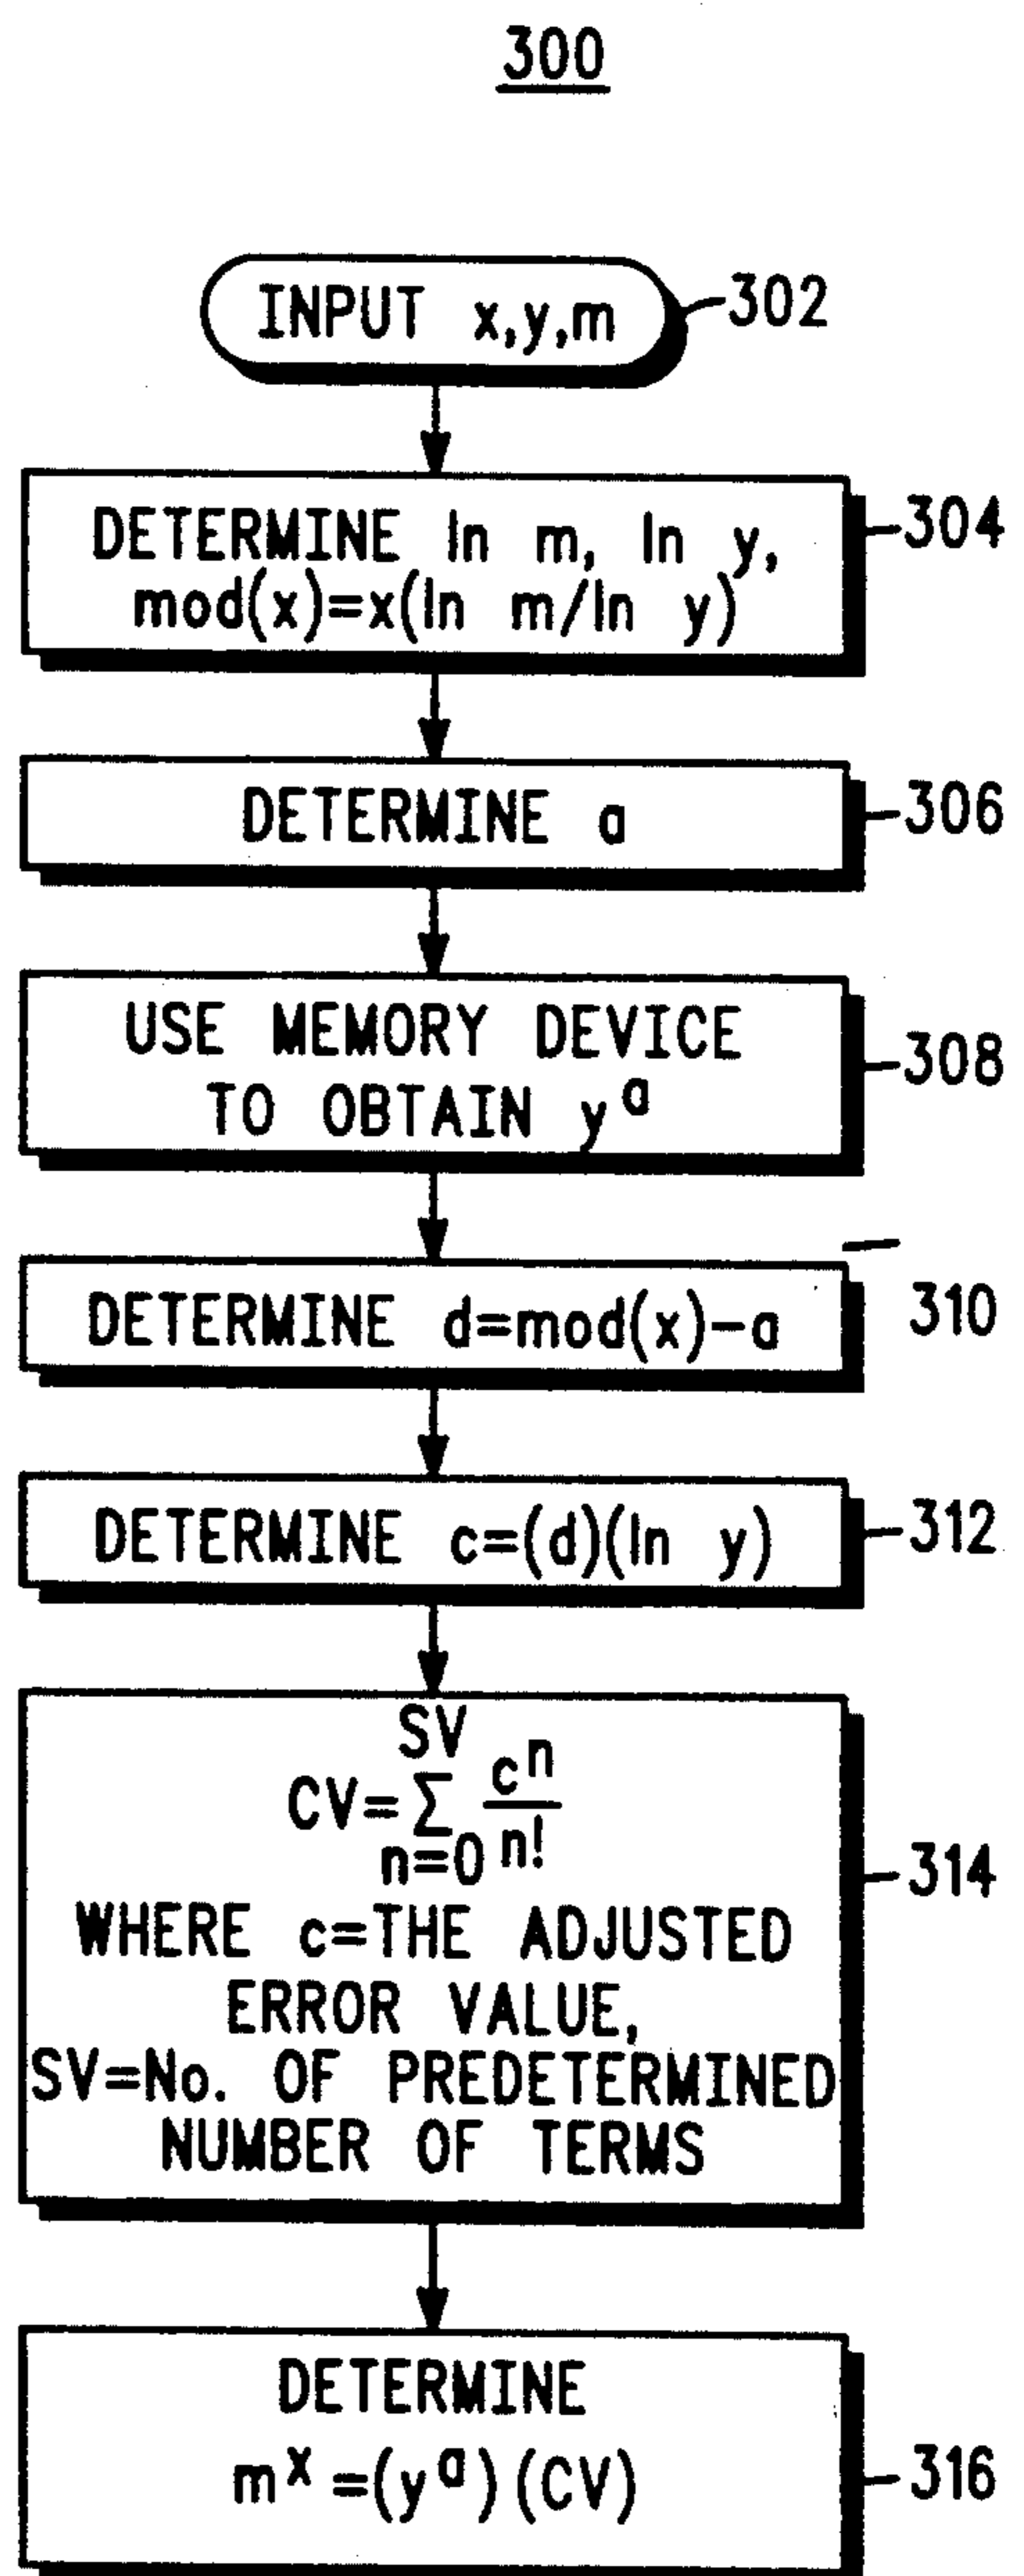 300
INPUT x,y,m
302
DETERMINE ln m, ln y,
mod(x)=x(ln m/ln y)
304
DETERMINE a
306
USE MEMORY DEVICE
TO OBTAIN y^a
308
DETERMINE d=mod(x)-a
310
DETERMINE c=(d)(ln y)
312
SV
CV=∑ c^n/n!
n=0
WHERE c=THE ADJUSTED
ERROR VALUE,
SV=No. OF PREDETERMINED
NUMBER OF TERMS
314
DETERMINE
m^x =(y^a)(CV)
316